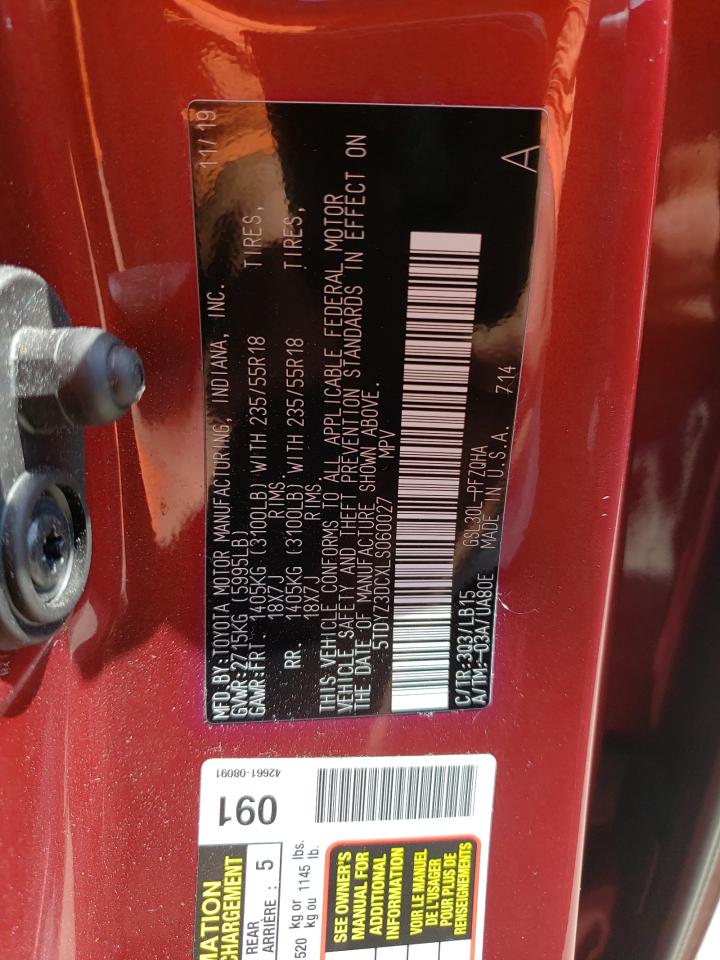 MFD.BY:TOYOTA MOTOR MANUFACTURING, INDIANA, INC. 11/19
GVWR:2715KG (5995LB)
GAWR:FRT 1405KG (3100LB) WITH 235/55R18 TIRES,
18X7J RIMS.
RR. 1405KG (3100LB) WITH 235/55R18 TIRES,
18X7J RIMS.
THIS VEHICLE CONFORMS TO ALL APPLICABLE FEDERAL MOTOR
VEHICLE SAFETY AND THEFT PREVENTION STANDARDS IN EFFECT ON
THE DATE OF MANUFACTURE SHOWN ABOVE.
5TDYZ3DCXLS060027 MPV
C/TR:3Q3/LB15 GSL30L-PFZQHA 714 A
A/TM:-03A/UA80E MADE IN U.S.A.
42661-08091
091
REAR
ARRIÈRE : 5
520 kg or 1145 lbs.
kg ou lb.
SEE OWNER'S
MANUAL FOR
ADDITIONAL
INFORMATION
VOIR LE MANUEL
DE L'USAGER
POUR PLUS DE
RENSEIGNEMENTS